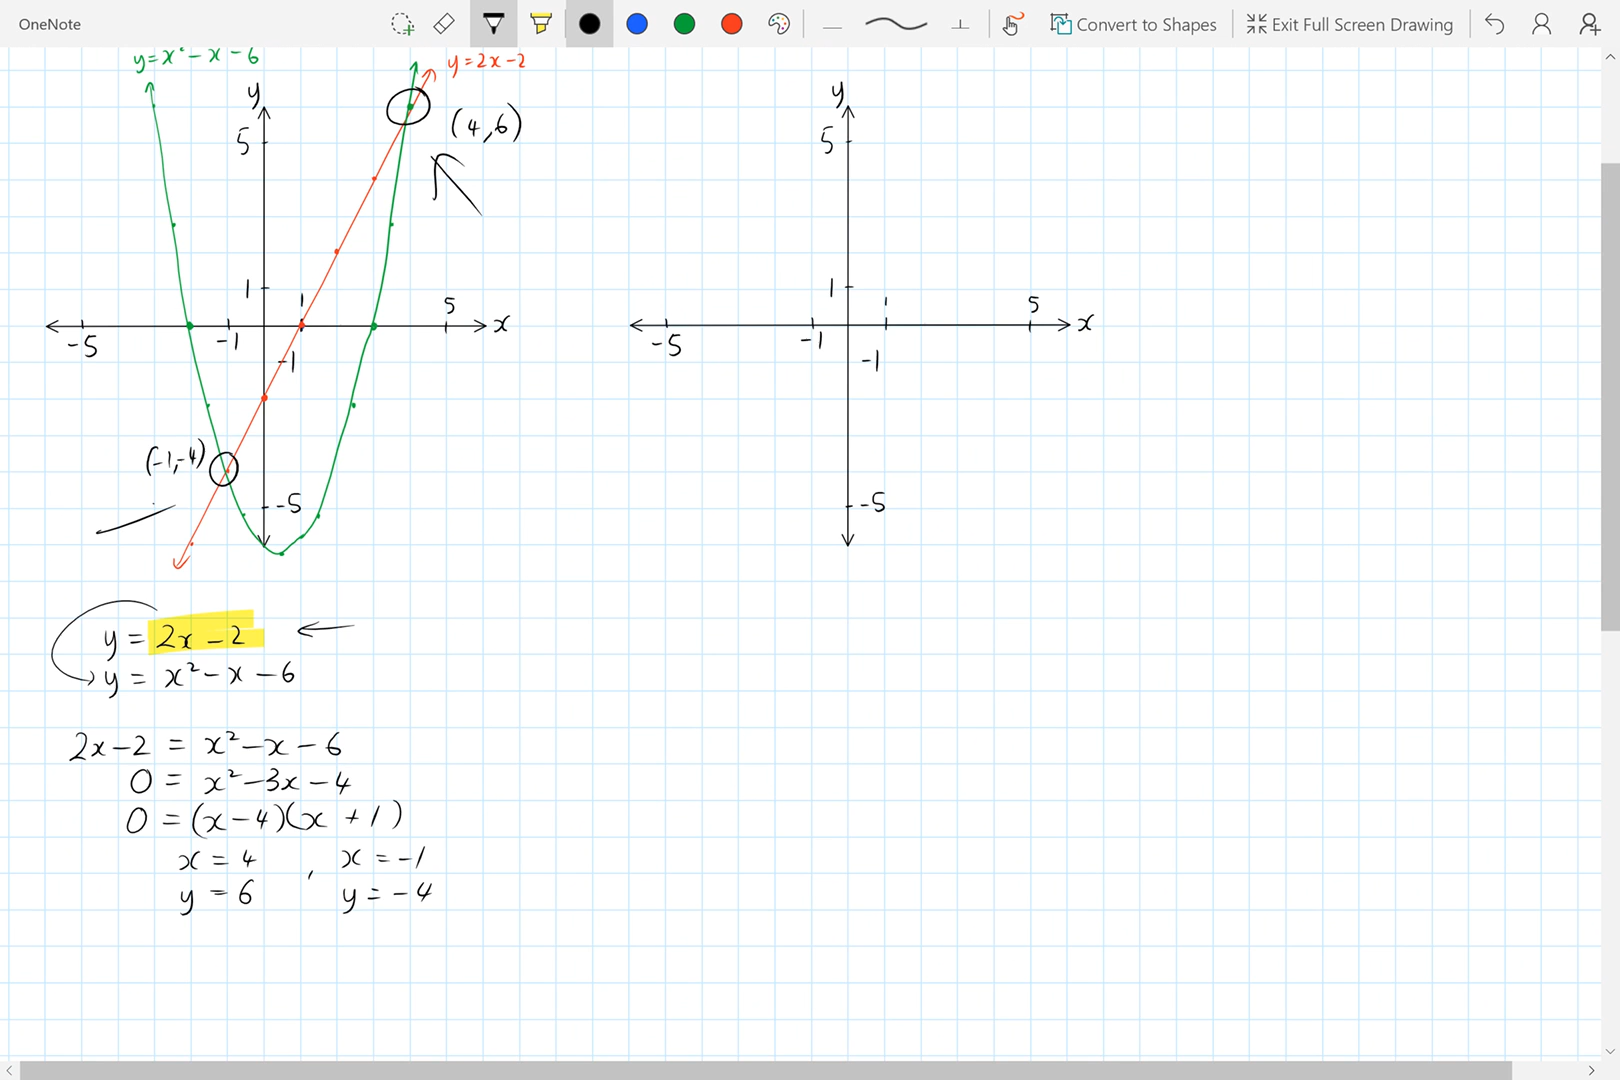 OneNote
Convert to Shapes
Exit Full Screen Drawing
y = x² - x - 6
y = 2x - 2
y
5
(4,6)
1
1
5
x
-5
-1
-1
(-1,-4)
-5
y
5
1
1
5
x
-5
-1
-1
-5
y = 2x - 2
y = x² - x - 6
2x - 2 = x² - x - 6
0 = x² - 3x - 4
0 = (x - 4)(x + 1)
x = 4 , x = -1
y = 6 y = -4